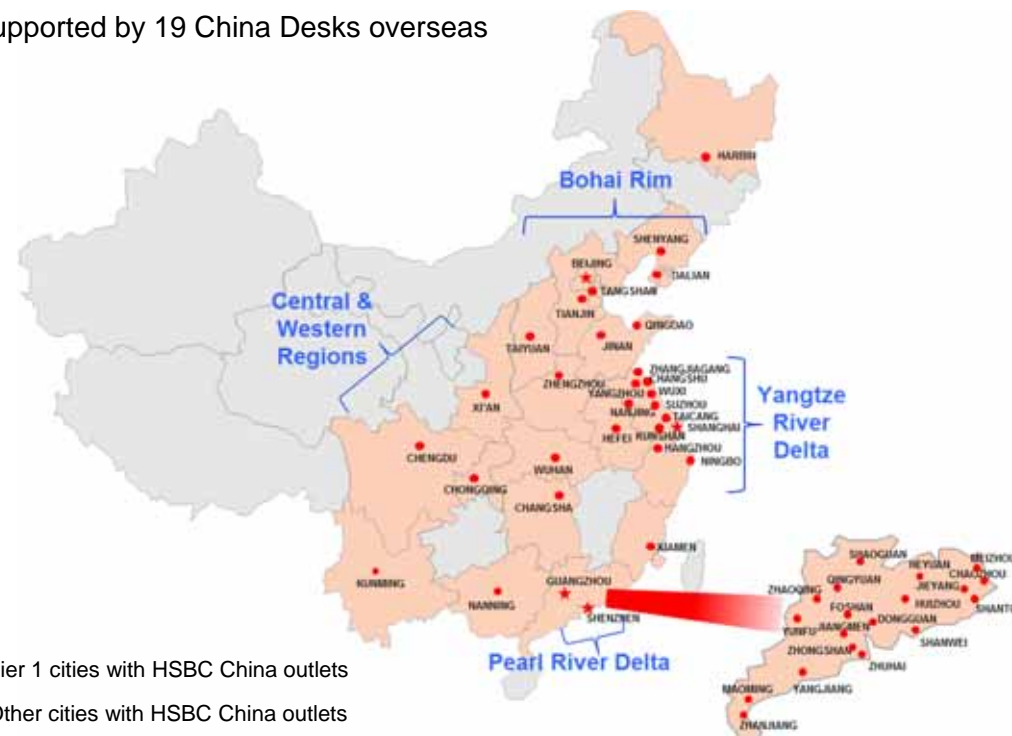 upported by 19 China Desks overseas
HARBIN
Bohai Rim
SHENYANG
BEIJING
DALIAN
TANGSHAN
TIANJIN
Central &
Western
Regions
QINGDAO
TAIYUAN
JINAN
ZHANGJIAGANG
ZHENGZHOU
CHANGSHU
YANGZHOU
WUXI
XI'AN
SUZHOU
NANJING
TAICANG
Yangtze
River
Delta
SHANGHAI
HEFEI
KUNSHAN
HANGZHOU
CHENGDU
WUHAN
NINGBO
CHONGQING
CHANGSHA
XIAMEN
SHAOGUAN
MEIZHOU
HEYUAN
CHAOZHOU
KUNMING
GUANGZHOU
QINGYUAN
JIEYANG
ZHAOQING
NANNING
FOSHAN
HUIZHOU
SHANTO
SHENZHEN
DONGGUAN
YUNFU
JIANGMEN
SHANWEI
ZHONGSHAN
Pearl River Delta
ZHUHAI
ier 1 cities with HSBC China outlets
MAOMING
YANGJIANG
Other cities with HSBC China outlets
ZHANJIANG